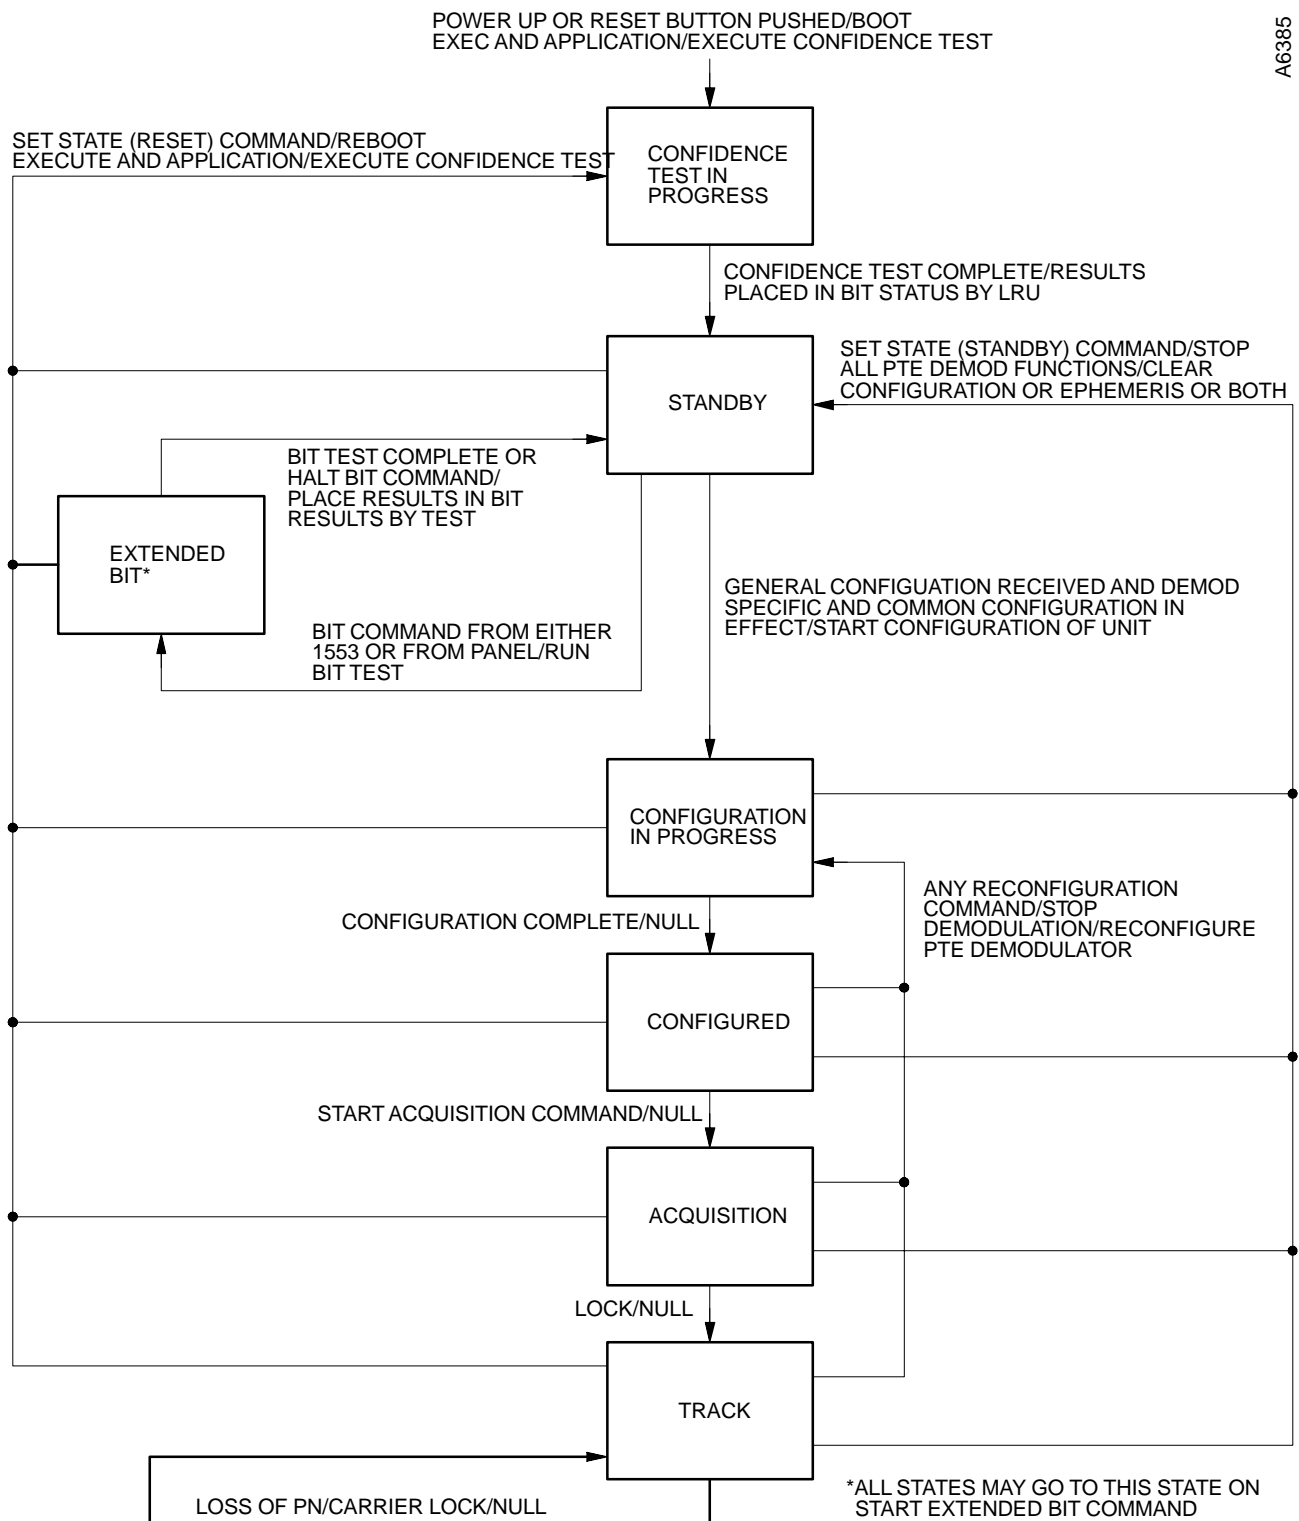 POWER UP OR RESET BUTTON PUSHED/BOOT
EXEC AND APPLICATION/EXECUTE CONFIDENCE TEST
A6385
SET STATE (RESET) COMMAND/REBOOT
EXECUTE AND APPLICATION/EXECUTE CONFIDENCE TEST
CONFIDENCE
TEST IN
PROGRESS
CONFIDENCE TEST COMPLETE/RESULTS
PLACED IN BIT STATUS BY LRU
SET STATE (STANDBY) COMMAND/STOP
ALL PTE DEMOD FUNCTIONS/CLEAR
CONFIGURATION OR EPHEMERIS OR BOTH
STANDBY
BIT TEST COMPLETE OR
HALT BIT COMMAND/
PLACE RESULTS IN BIT
RESULTS BY TEST
EXTENDED
BIT*
GENERAL CONFIGUATION RECEIVED AND DEMOD
SPECIFIC AND COMMON CONFIGURATION IN
EFFECT/START CONFIGURATION OF UNIT
BIT COMMAND FROM EITHER
1553 OR FROM PANEL/RUN
BIT TEST
CONFIGURATION
IN PROGRESS
ANY RECONFIGURATION
COMMAND/STOP
DEMODULATION/RECONFIGURE
PTE DEMODULATOR
CONFIGURATION COMPLETE/NULL
CONFIGURED
START ACQUISITION COMMAND/NULL
ACQUISITION
LOCK/NULL
TRACK
LOSS OF PN/CARRIER LOCK/NULL
*ALL STATES MAY GO TO THIS STATE ON
START EXTENDED BIT COMMAND